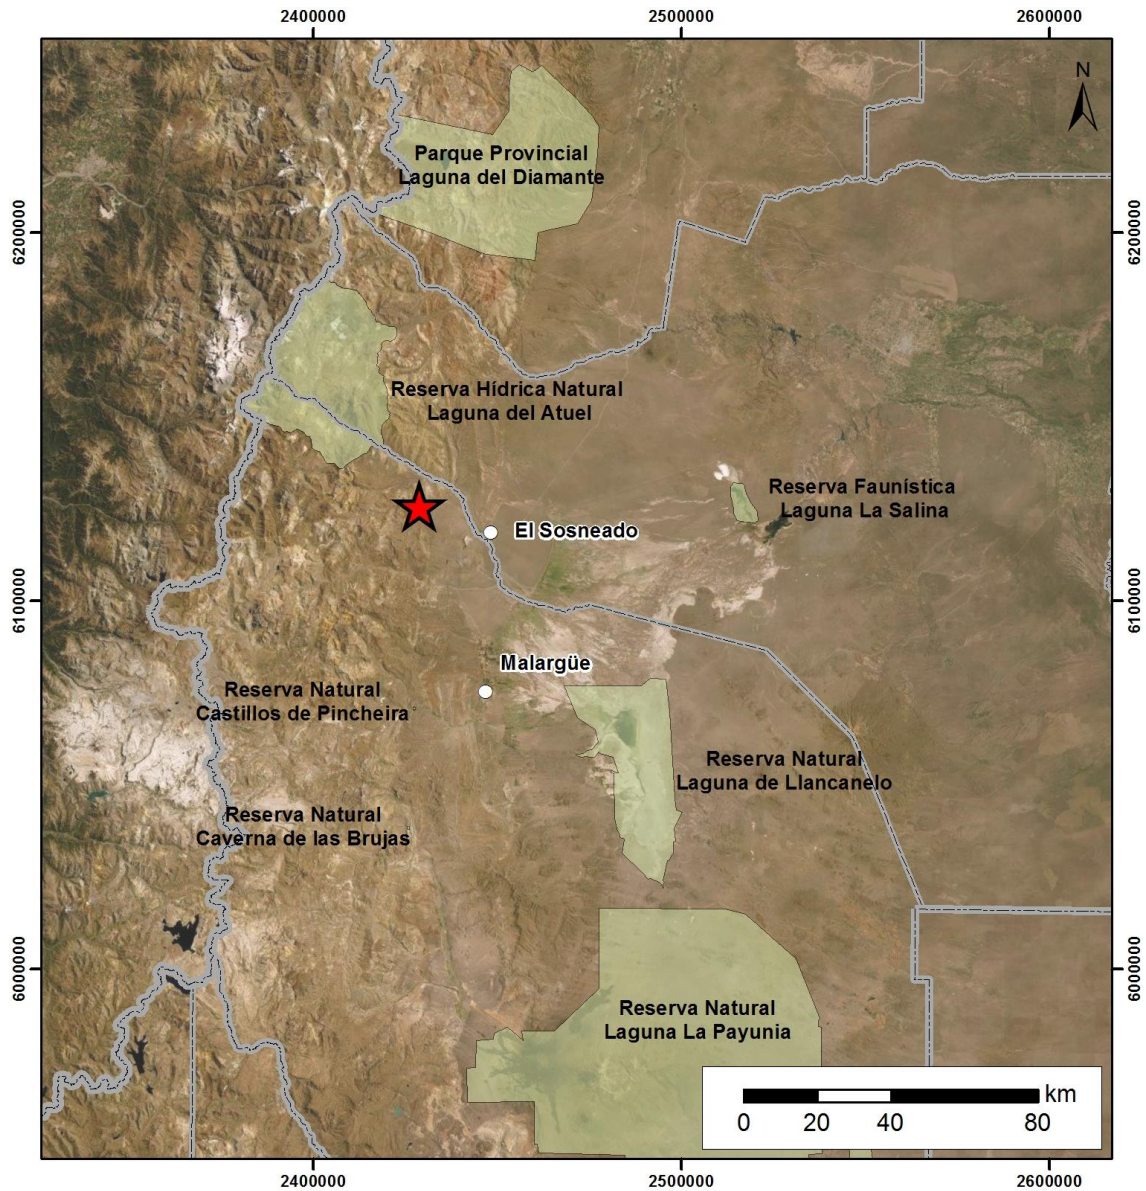 2400000
2500000
2600000
N
Parque Provincial
Laguna del Diamante
6200000
6200000
Reserva Hídrica Natural
Laguna del Atuel
Reserva Faunística
Laguna La Salina
El Sosneado
6100000
6100000
Malargüe
Reserva Natural
Castillos de Pincheira
Reserva Natural
Laguna de Llancanelo
Reserva Natural
Caverna de las Brujas
6000000
6000000
Reserva Natural
Laguna La Payunia
km
0 20 40 80
2400000
2500000
2600000